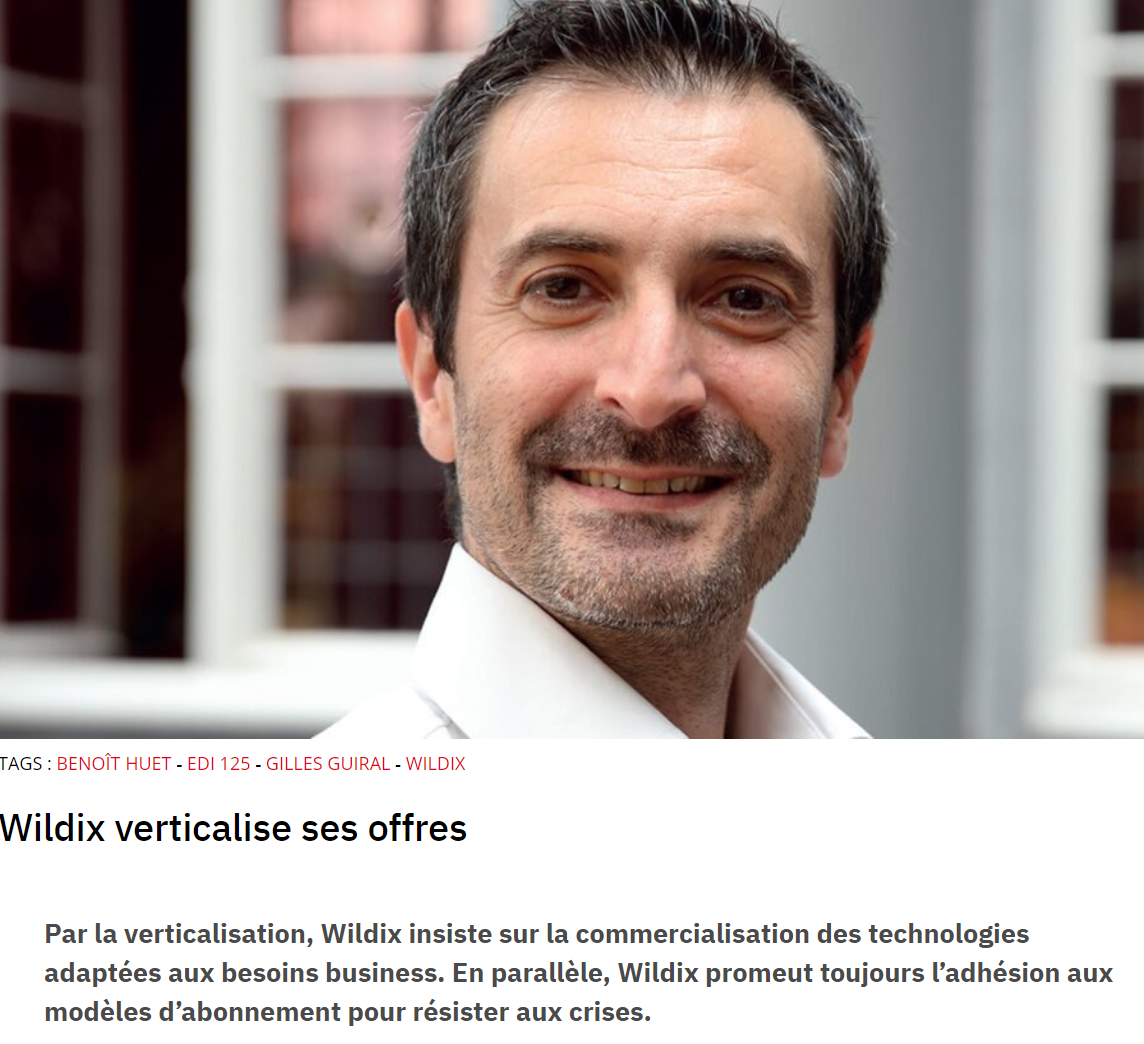 TAGS : BENOÎT HUET - EDI 125 - GILLES GUIRAL - WILDIX
Wildix verticalise ses offres
Par la verticalisation, Wildix insiste sur la commercialisation des technologies
adaptées aux besoins business. En parallèle, Wildix promeut toujours l’adhésion aux
modèles d’abonnement pour résister aux crises.